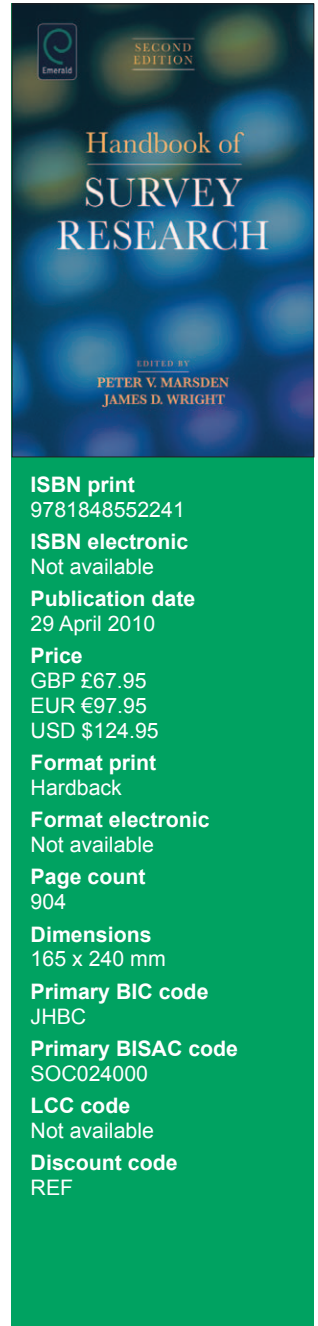 Emerald
SECOND
EDITION
Handbook of
SURVEY
RESEARCH
EDITED BY
PETER V. MARSDEN
JAMES D. WRIGHT
ISBN print
9781848552241
ISBN electronic
Not available
Publication date
29 April 2010
Price
GBP £67.95
EUR €97.95
USD $124.95
Format print
Hardback
Format electronic
Not available
Page count
904
Dimensions
165 x 240 mm
Primary BIC code
JHBC
Primary BISAC code
SOC024000
LCC code
Not available
Discount code
REF